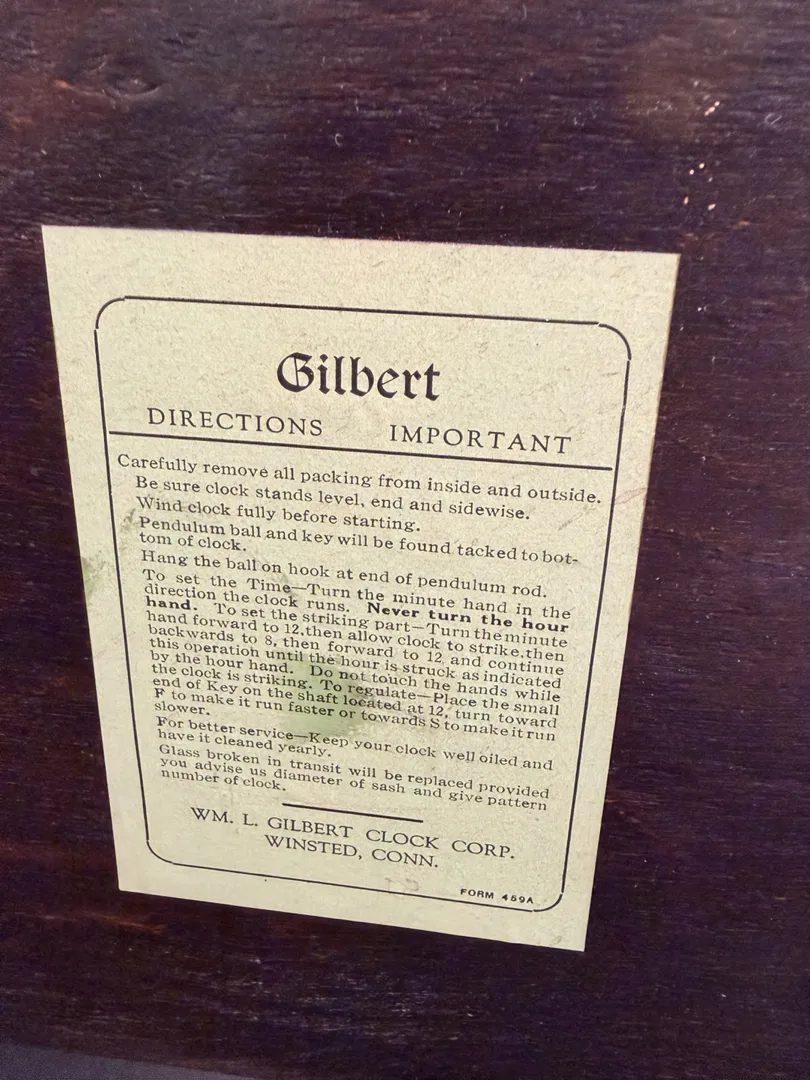 Gilbert
DIRECTIONS IMPORTANT
Carefully remove all packing from inside and outside.
Be sure clock stands level, end and sidewise.
Wind clock fully before starting.
Pendulum ball and key will be found tacked to bot-
tom of clock.
Hang the ball on hook at end of pendulum rod.
To set the Time—Turn the minute hand in the
direction the clock runs. Never turn the hour
hand. To set the striking part—Turn the minute
hand forward to 12, then allow clock to strike, then
backwards to 8, then forward to 12, and continue
this operation until the hour is struck as indicated
by the hour hand. Do not touch the hands while
the clock is striking. To regulate—Place the small
end of Key on the shaft located at 12, turn toward
F to make it run faster or towards S to make it run
slower.
For better service—Keep your clock well oiled and
have it cleaned yearly.
Glass broken in transit will be replaced provided
you advise us diameter of sash and give pattern
number of clock.
WM. L. GILBERT CLOCK CORP.
WINSTED, CONN.
FORM 459A